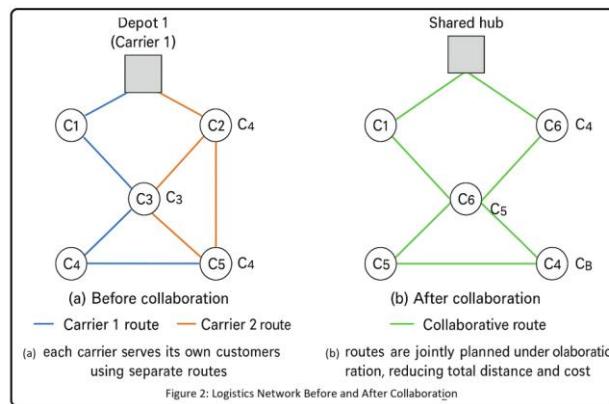 Depot 1
(Carrier 1)
C1
C2 C4
C3 C3
C4
C5 C4
(a) Before collaboration
Carrier 1 route Carrier 2 route
(a) each carrier serves its own customers
using separate routes
Shared hub
C1
C6 C4
C6 C5
C5
C4 CB
(b) After collaboration
Collaborative route
(b) routes are jointly planned under olaboratio
ration, reducing total distance and cost
Figure 2: Logistics Network Before and After Collaboration